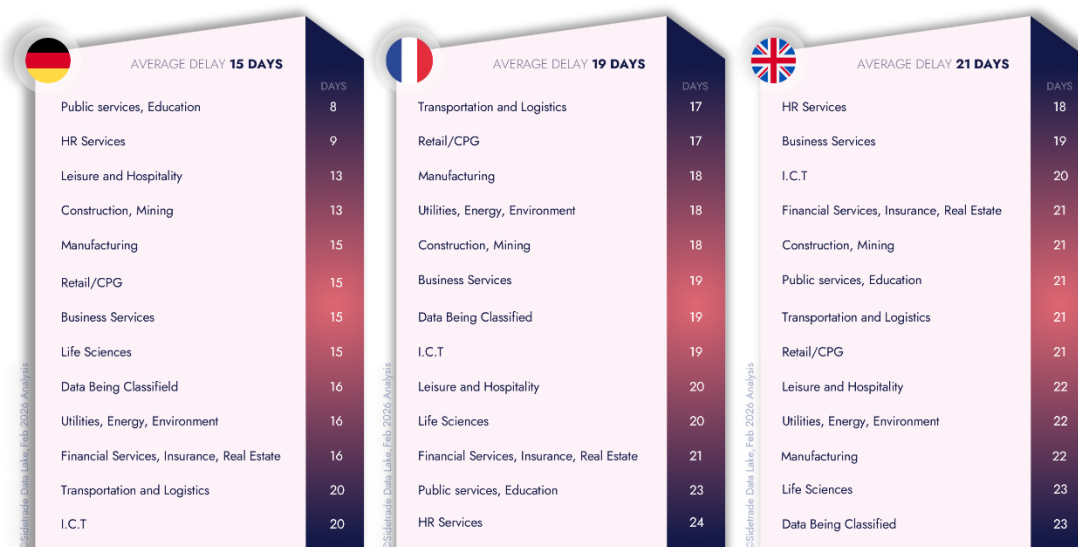 AVERAGE DELAY 15 DAYS
DAYS
Public services, Education 8
HR Services 9
Leisure and Hospitality 13
Construction, Mining 13
Manufacturing 15
Retail/CPG 15
Business Services 15
Life Sciences 15
Data Being Classifield 16
Utilities, Energy, Environment 16
Financial Services, Insurance, Real Estate 16
Transportation and Logistics 20
I.C.T 20
©Sidetrade Data Lake, Feb 2026 Analysis
AVERAGE DELAY 19 DAYS
DAYS
Transportation and Logistics 17
Retail/CPG 17
Manufacturing 18
Utilities, Energy, Environment 18
Construction, Mining 18
Business Services 19
Data Being Classified 19
I.C.T 19
Leisure and Hospitality 20
Life Sciences 20
Financial Services, Insurance, Real Estate 21
Public services, Education 23
HR Services 24
©Sidetrade Data Lake, Feb 2026 Analysis
AVERAGE DELAY 21 DAYS
DAYS
HR Services 18
Business Services 19
I.C.T 20
Financial Services, Insurance, Real Estate 21
Construction, Mining 21
Public services, Education 21
Transportation and Logistics 21
Retail/CPG 21
Leisure and Hospitality 22
Utilities, Energy, Environment 22
Manufacturing 22
Life Sciences 23
Data Being Classified 23
©Sidetrade Data Lake, Feb 2026 Analysis